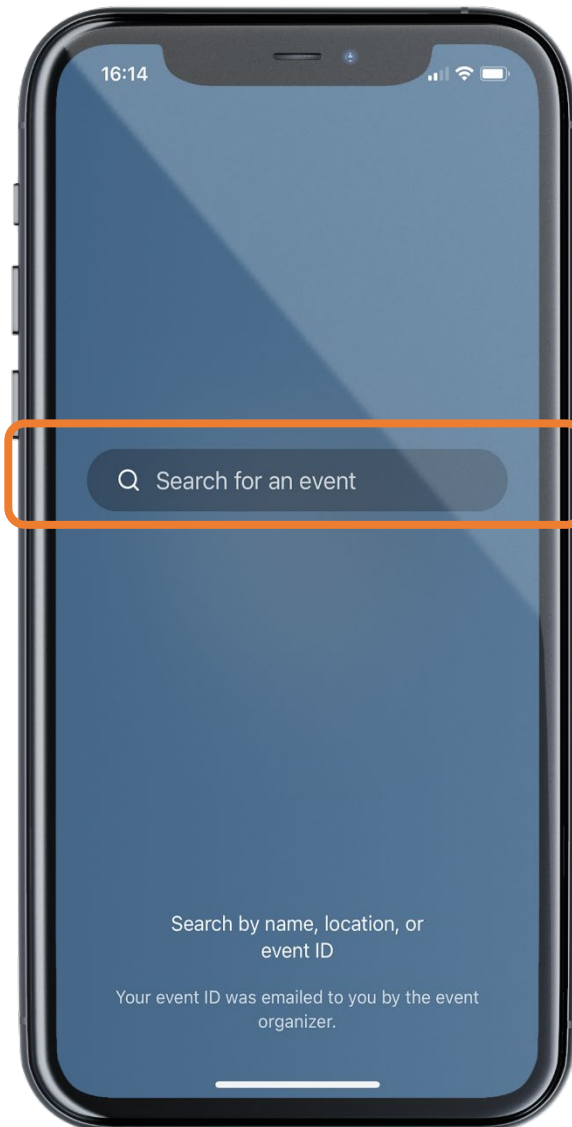 16:14
Search for an event
Search by name, location, or
event ID
Your event ID was emailed to you by the event
organizer.